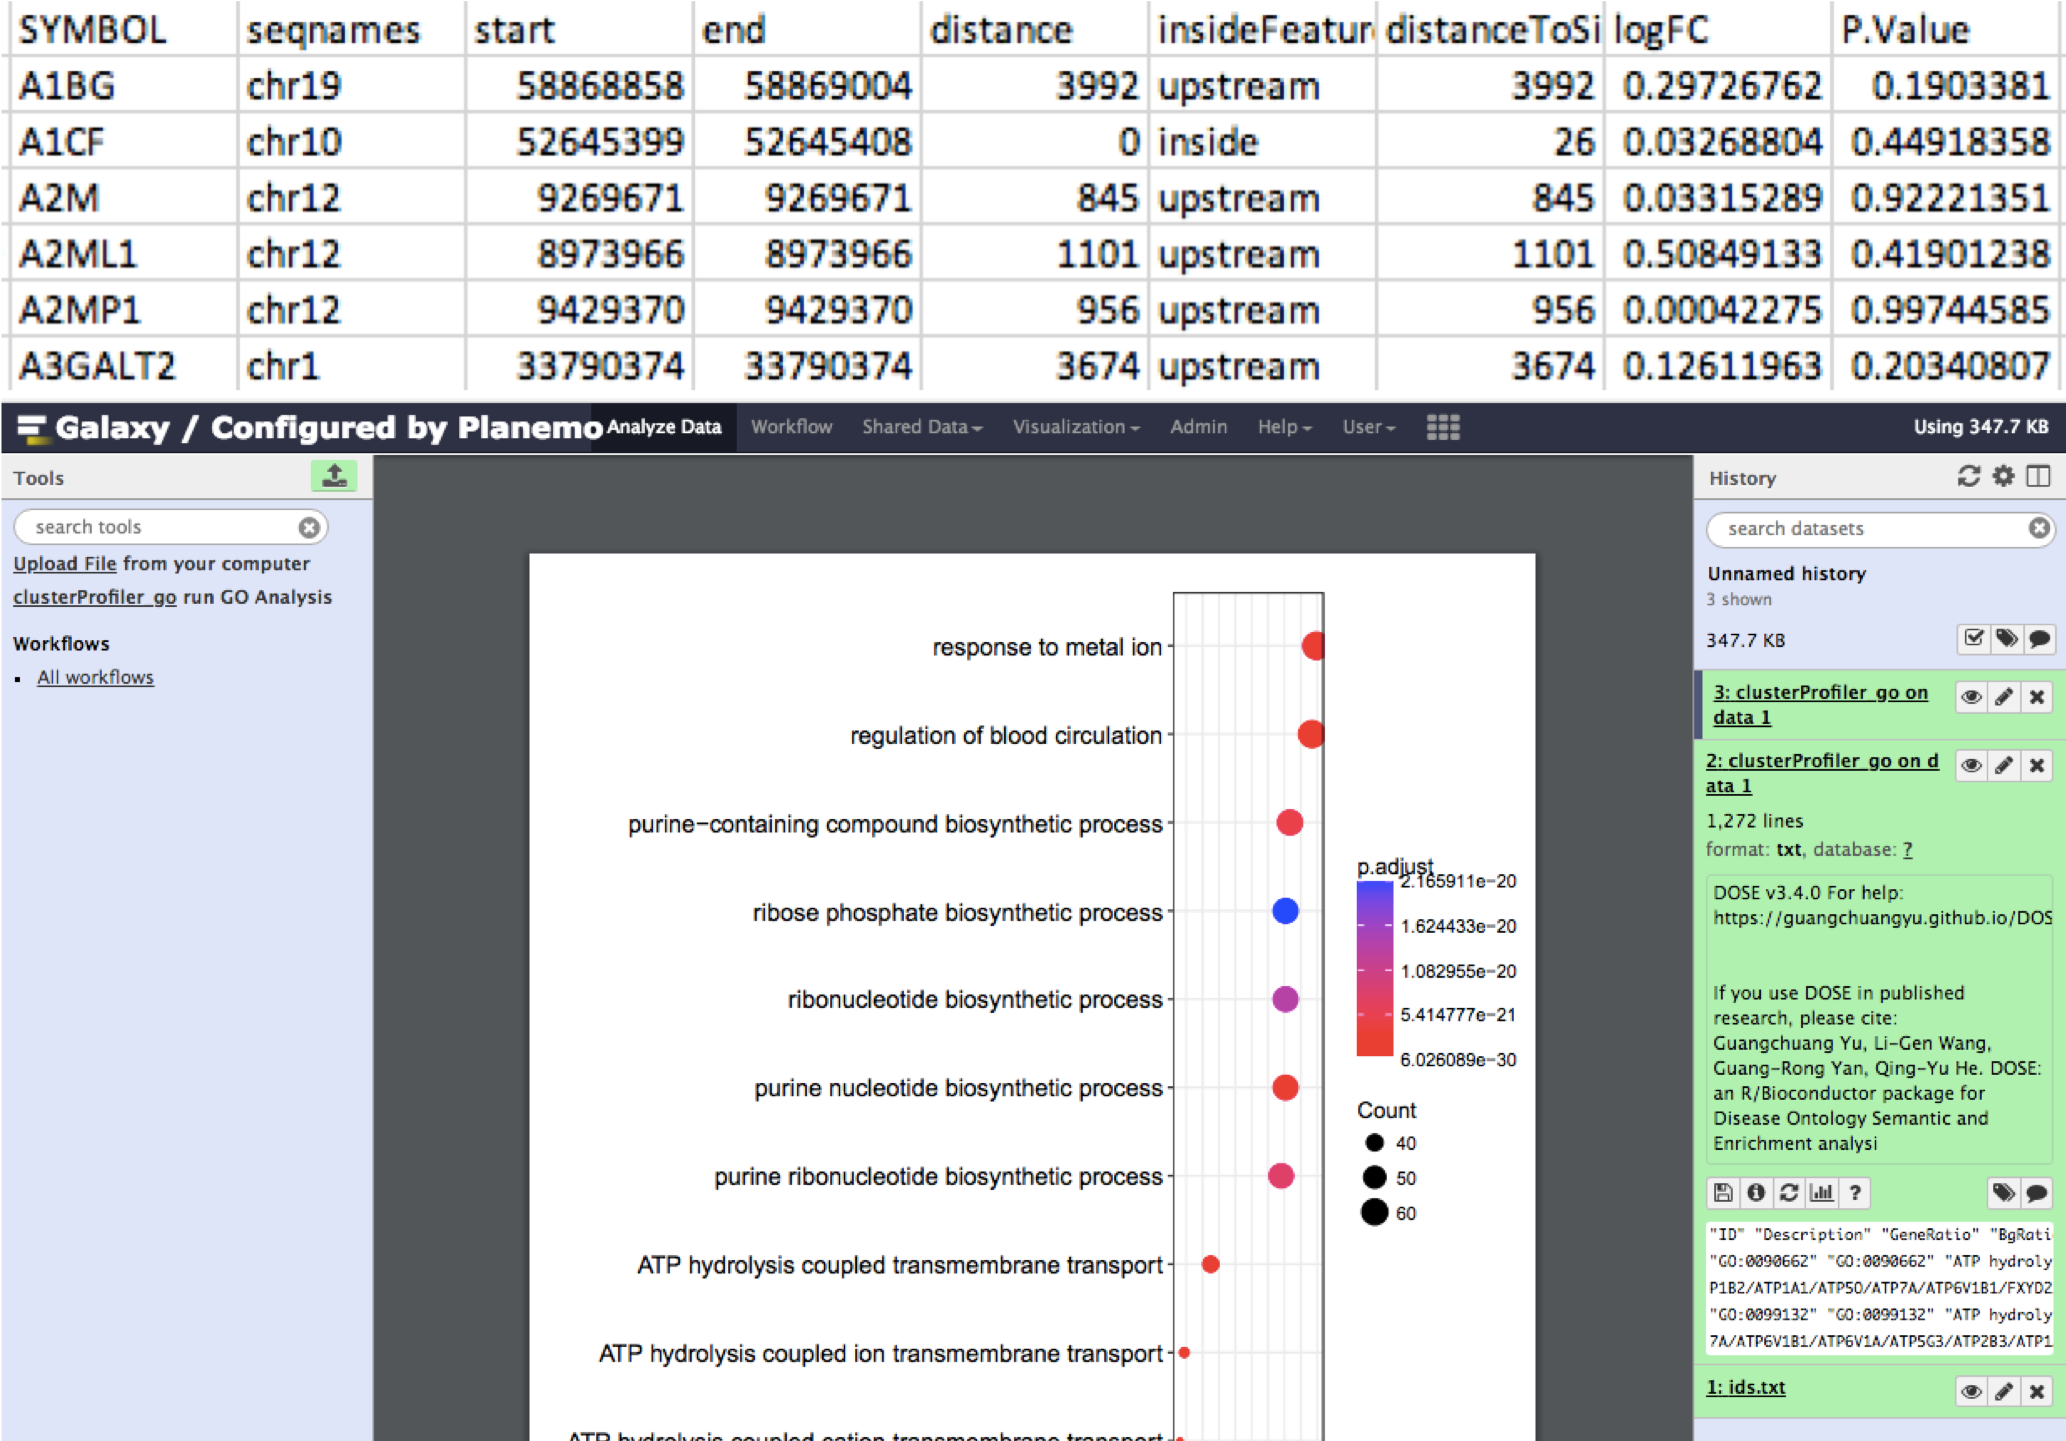 SYMBOL seqnames start end distance insideFeatur distanceToSi logFC P.Value
A1BG chr19 58868858 58869004 3992 upstream 3992 0.29726762 0.1903381
A1CF chr10 52645399 52645408 0 inside 26 0.03268804 0.44918358
A2M chr12 9269671 9269671 845 upstream 845 0.03315289 0.92221351
A2ML1 chr12 8973966 8973966 1101 upstream 1101 0.50849133 0.41901238
A2MP1 chr12 9429370 9429370 956 upstream 956 0.00042275 0.99744585
A3GALT2 chr1 33790374 33790374 3674 upstream 3674 0.12611963 0.20340807
Galaxy / Configured by Planemo Analyze Data Workflow Shared Data Visualization Admin Help User Using 347.7 KB
Tools
search tools
Upload File from your computer
clusterProfiler_go run GO Analysis
Workflows
All workflows
response to metal ion
regulation of blood circulation
purine-containing compound biosynthetic process
ribose phosphate biosynthetic process
ribonucleotide biosynthetic process
purine nucleotide biosynthetic process
purine ribonucleotide biosynthetic process
ATP hydrolysis coupled transmembrane transport
ATP hydrolysis coupled ion transmembrane transport
ATP hydrolysis coupled cation transmembrane transport
p.adjust
2.165911e-20
1.624433e-20
1.082955e-20
5.414777e-21
6.026089e-30
Count
40
50
60
History
search datasets
Unnamed history
3 shown
347.7 KB
3: clusterProfiler_go on
data 1
2: clusterProfiler_go on d
ata 1
1,272 lines
format: txt, database: ?
DOSE v3.4.0 For help:
https://guangchuangyu.github.io/DOS
If you use DOSE in published
research, please cite:
Guangchuang Yu, Li-Gen Wang,
Guang-Rong Yan, Qing-Yu He. DOSE:
an R/Bioconductor package for
Disease Ontology Semantic and
Enrichment analysi
?
"ID" "Description" "GeneRatio" "BgRati
"GO:0090662" "GO:0090662" "ATP hydroly
P1B2/ATP1A1/ATP5O/ATP7A/ATP6V1B1/FXYD2
"GO:0099132" "GO:0099132" "ATP hydroly
7A/ATP6V1B1/ATP6V1A/ATP5G3/ATP2B3/ATP1
1: ids.txt